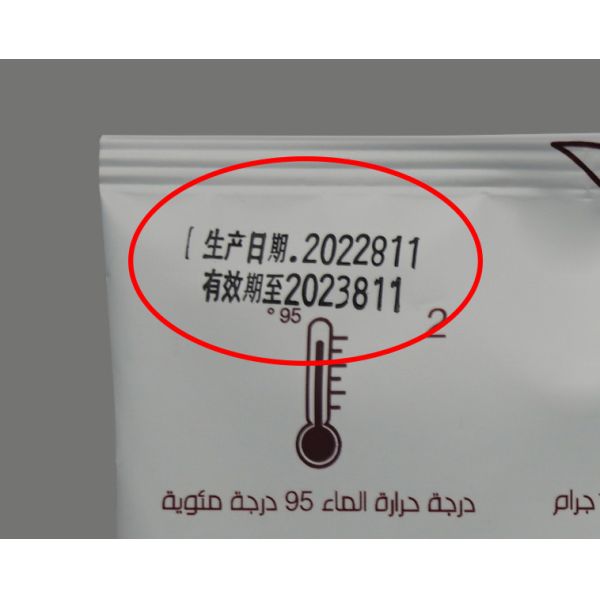 [ 生产日期.2022811
有效期至2023811
° 95
2
درجة حرارة الماء 95 درجة مئوية
جرام